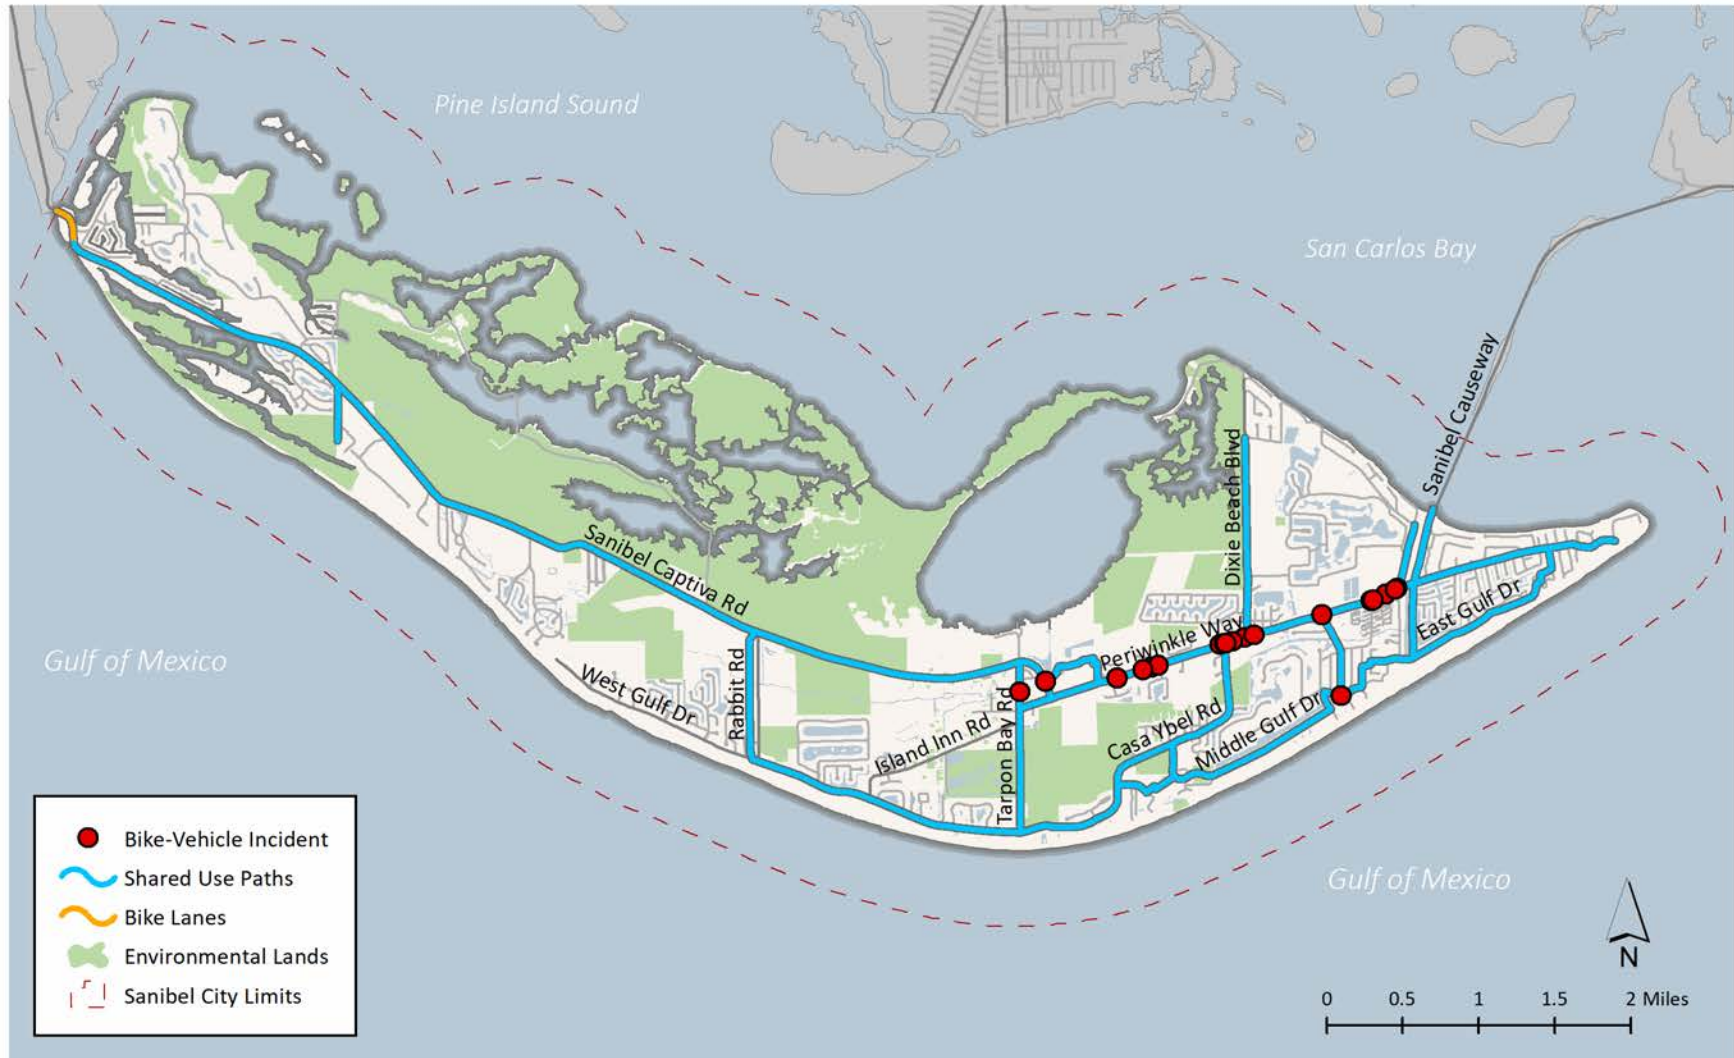 Pine Island Sound
San Carlos Bay
Sanibel Causeway
Dixie Beach Blvd
Sanibel Captiva Rd
East Gulf Dr
Periwinkle Way
Gulf of Mexico
West Gulf Dr
Rabbit Rd
Island Inn Rd
Tarpon Bay Rd
Casa Ybel Rd
Middle Gulf Dr
Gulf of Mexico
Bike-Vehicle Incident
Shared Use Paths
Bike Lanes
Environmental Lands
Sanibel City Limits
N
0 0.5 1 1.5 2 Miles